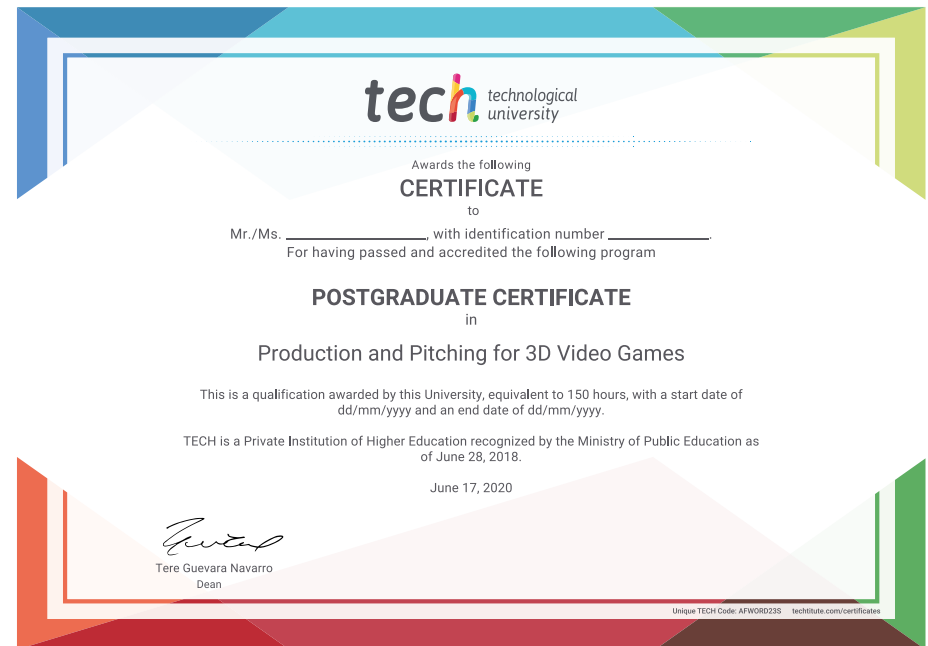 tech technological
university
Awards the following
CERTIFICATE
to
Mr./Ms. ____________________, with identification number ______________.
For having passed and accredited the following program
POSTGRADUATE CERTIFICATE
in
Production and Pitching for 3D Video Games
This is a qualification awarded by this University, equivalent to 150 hours, with a start date of
dd/mm/yyyy and an end date of dd/mm/yyyy.
TECH is a Private Institution of Higher Education recognized by the Ministry of Public Education as
of June 28, 2018.
June 17, 2020
Tere Guevara Navarro
Dean
Unique TECH Code: AFWORD23S techtitute.com/certificates